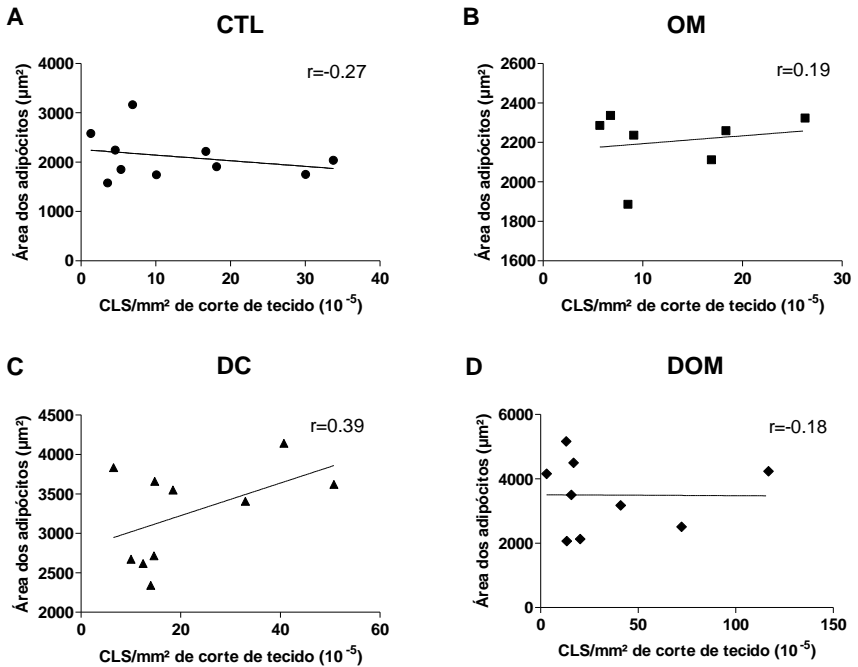 A
CTL
r=-0.27
Área dos adipócitos (µm²)
4000
3000
2000
1000
0
0 10 20 30 40
CLS/mm² de corte de tecido (10⁻⁵)
B
OM
r=0.19
Área dos adipócitos (µm²)
2600
2400
2200
2000
1800
1600
0 10 20 30
CLS/mm² de corte de tecido (10⁻⁵)
C
DC
r=0.39
Área dos adipócitos (µm²)
4500
4000
3500
3000
2500
2000
0 20 40 60
CLS/mm² de corte de tecido (10⁻⁵)
D
DOM
r=-0.18
Área dos adipócitos (µm²)
6000
4000
2000
0
0 50 100 150
CLS/mm² de corte de tecido (10⁻⁵)